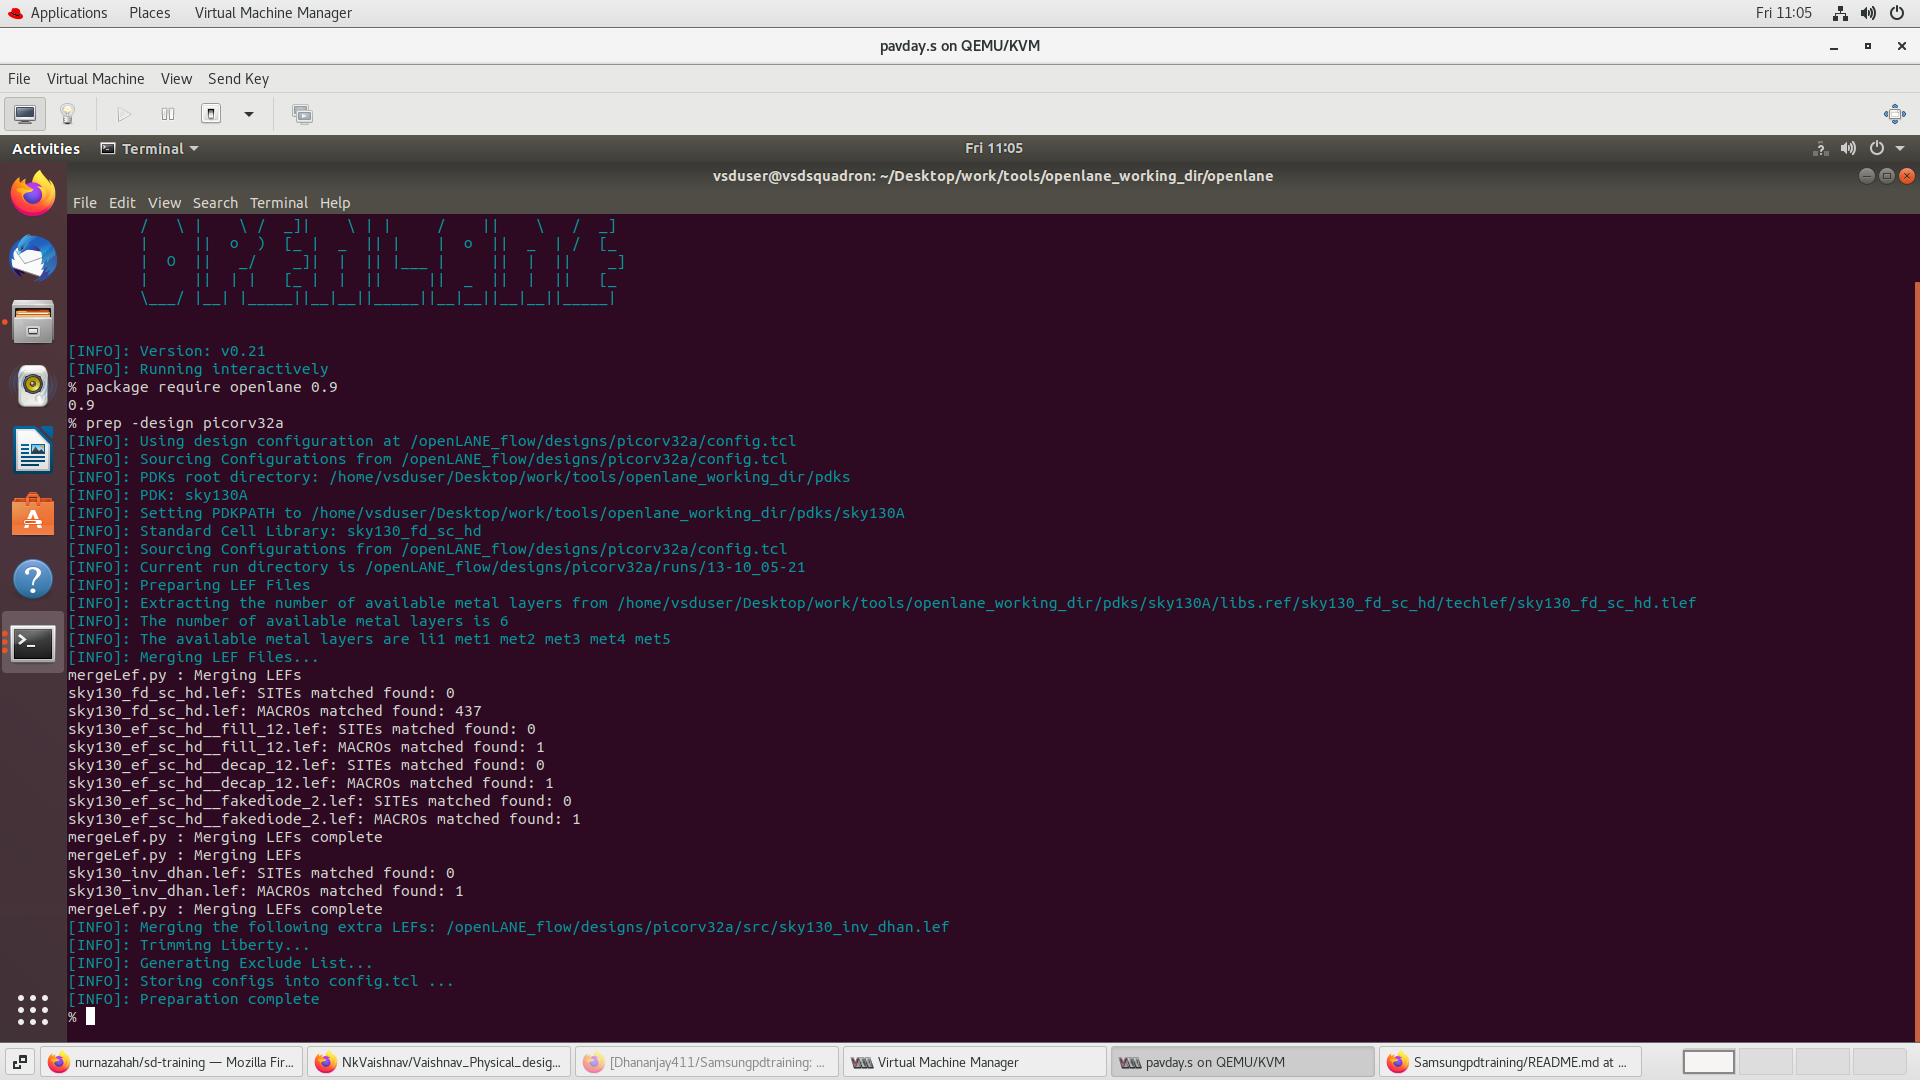 Applications Places Virtual Machine Manager Fri 11:05
pavday.s on QEMU/KVM
File Virtual Machine View Send Key
Activities Terminal Fri 11:05
vsduser@vsdsquadron: ~/Desktop/work/tools/openlane_working_dir/openlane
File Edit View Search Terminal Help
[INFO]: Version: v0.21
[INFO]: Running interactively
% package require openlane 0.9
0.9
% prep -design picorv32a
[INFO]: Using design configuration at /openLANE_flow/designs/picorv32a/config.tcl
[INFO]: Sourcing Configurations from /openLANE_flow/designs/picorv32a/config.tcl
[INFO]: PDKs root directory: /home/vsduser/Desktop/work/tools/openlane_working_dir/pdks
[INFO]: PDK: sky130A
[INFO]: Setting PDKPATH to /home/vsduser/Desktop/work/tools/openlane_working_dir/pdks/sky130A
[INFO]: Standard Cell Library: sky130_fd_sc_hd
[INFO]: Sourcing Configurations from /openLANE_flow/designs/picorv32a/config.tcl
[INFO]: Current run directory is /openLANE_flow/designs/picorv32a/runs/13-10_05-21
[INFO]: Preparing LEF Files
[INFO]: Extracting the number of available metal layers from /home/vsduser/Desktop/work/tools/openlane_working_dir/pdks/sky130A/libs.ref/sky130_fd_sc_hd/techlef/sky130_fd_sc_hd.tlef
[INFO]: The number of available metal layers is 6
[INFO]: The available metal layers are li1 met1 met2 met3 met4 met5
[INFO]: Merging LEF Files...
mergeLef.py : Merging LEFs
sky130_fd_sc_hd.lef: SITEs matched found: 0
sky130_fd_sc_hd.lef: MACROs matched found: 437
sky130_ef_sc_hd__fill_12.lef: SITEs matched found: 0
sky130_ef_sc_hd__fill_12.lef: MACROs matched found: 1
sky130_ef_sc_hd__decap_12.lef: SITEs matched found: 0
sky130_ef_sc_hd__decap_12.lef: MACROs matched found: 1
sky130_ef_sc_hd__fakediode_2.lef: SITEs matched found: 0
sky130_ef_sc_hd__fakediode_2.lef: MACROs matched found: 1
mergeLef.py : Merging LEFs complete
mergeLef.py : Merging LEFs
sky130_inv_dhan.lef: SITEs matched found: 0
sky130_inv_dhan.lef: MACROs matched found: 1
mergeLef.py : Merging LEFs complete
[INFO]: Merging the following extra LEFs: /openLANE_flow/designs/picorv32a/src/sky130_inv_dhan.lef
[INFO]: Trimming Liberty...
[INFO]: Generating Exclude List...
[INFO]: Storing configs into config.tcl ...
[INFO]: Preparation complete
%
nurnazahah/sd-training — Mozilla Fir... NkVaishnav/Vaishnav_Physical_desig... [Dhananjay411/Samsungpdtraining: ... Virtual Machine Manager pavday.s on QEMU/KVM Samsungpdtraining/README.md at ...